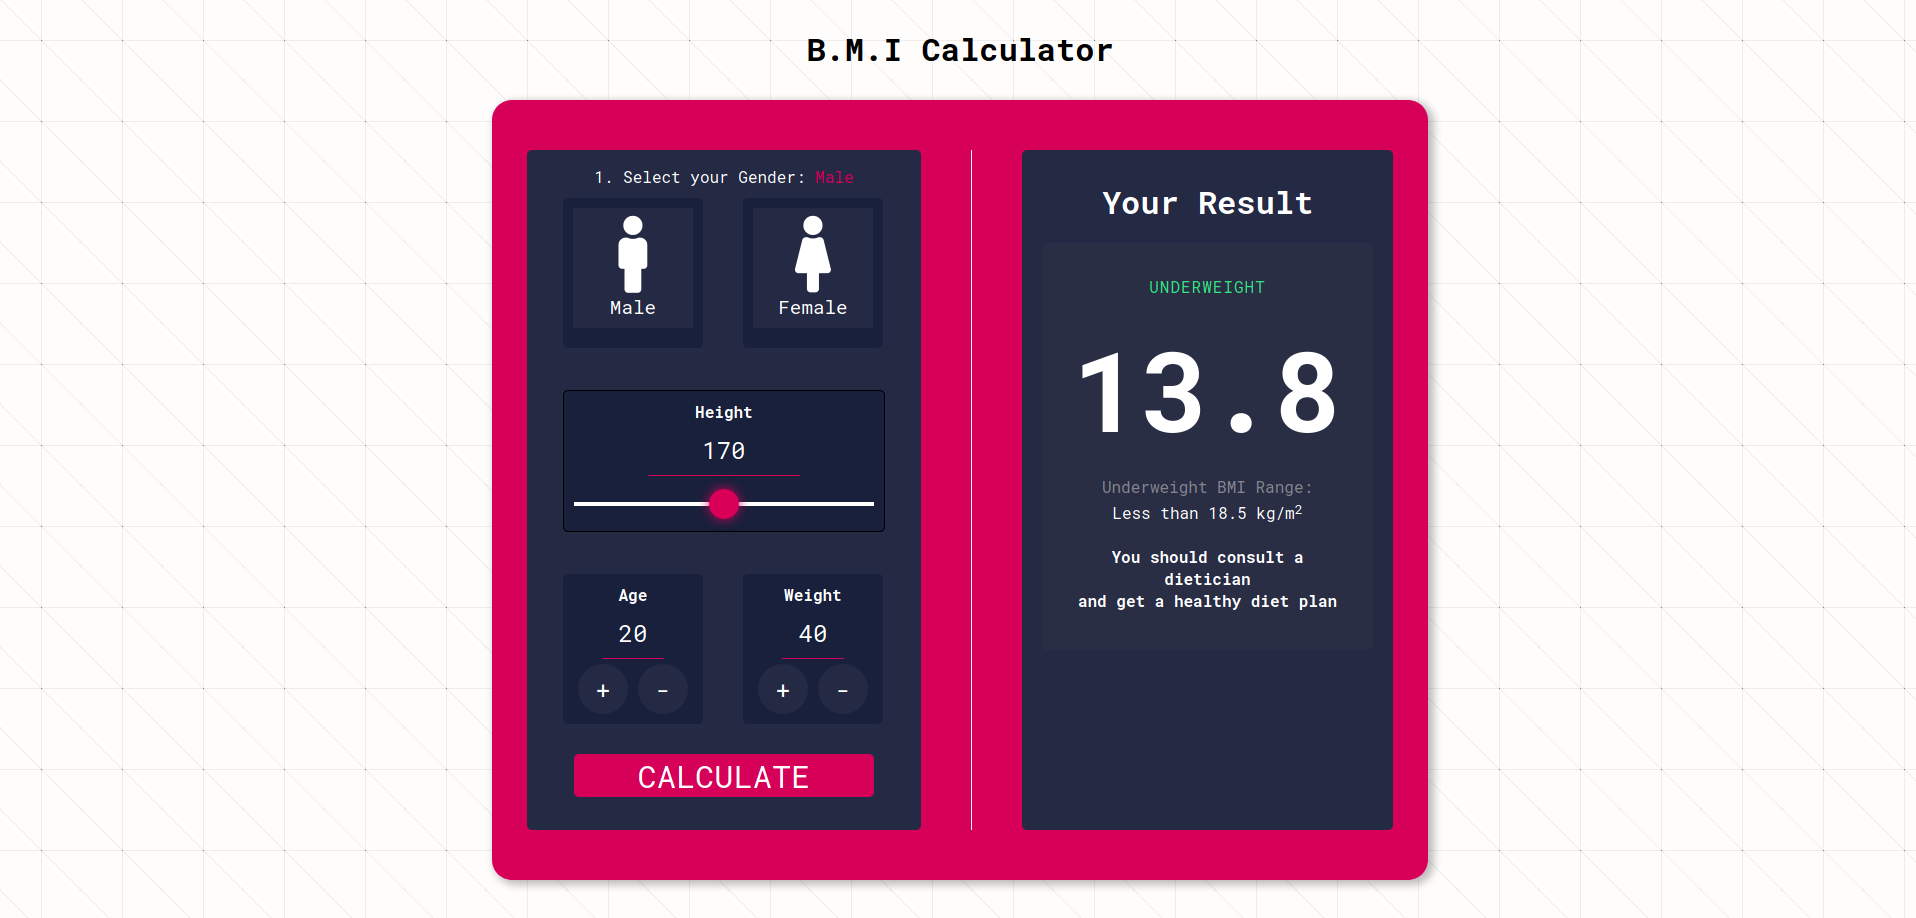 B.M.I Calculator
1. Select your Gender: Male
Male
Female
Height
170
Age
20
+ -
Weight
40
+ -
CALCULATE
Your Result
UNDERWEIGHT
13.8
Underweight BMI Range:
Less than 18.5 kg/m²
You should consult a
dietician
and get a healthy diet plan